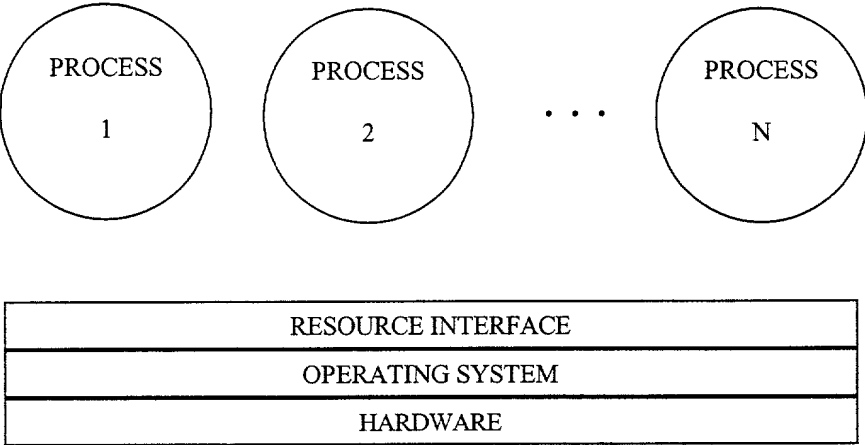 PROCESS
1
PROCESS
2
. . .
PROCESS
N
RESOURCE INTERFACE
OPERATING SYSTEM
HARDWARE